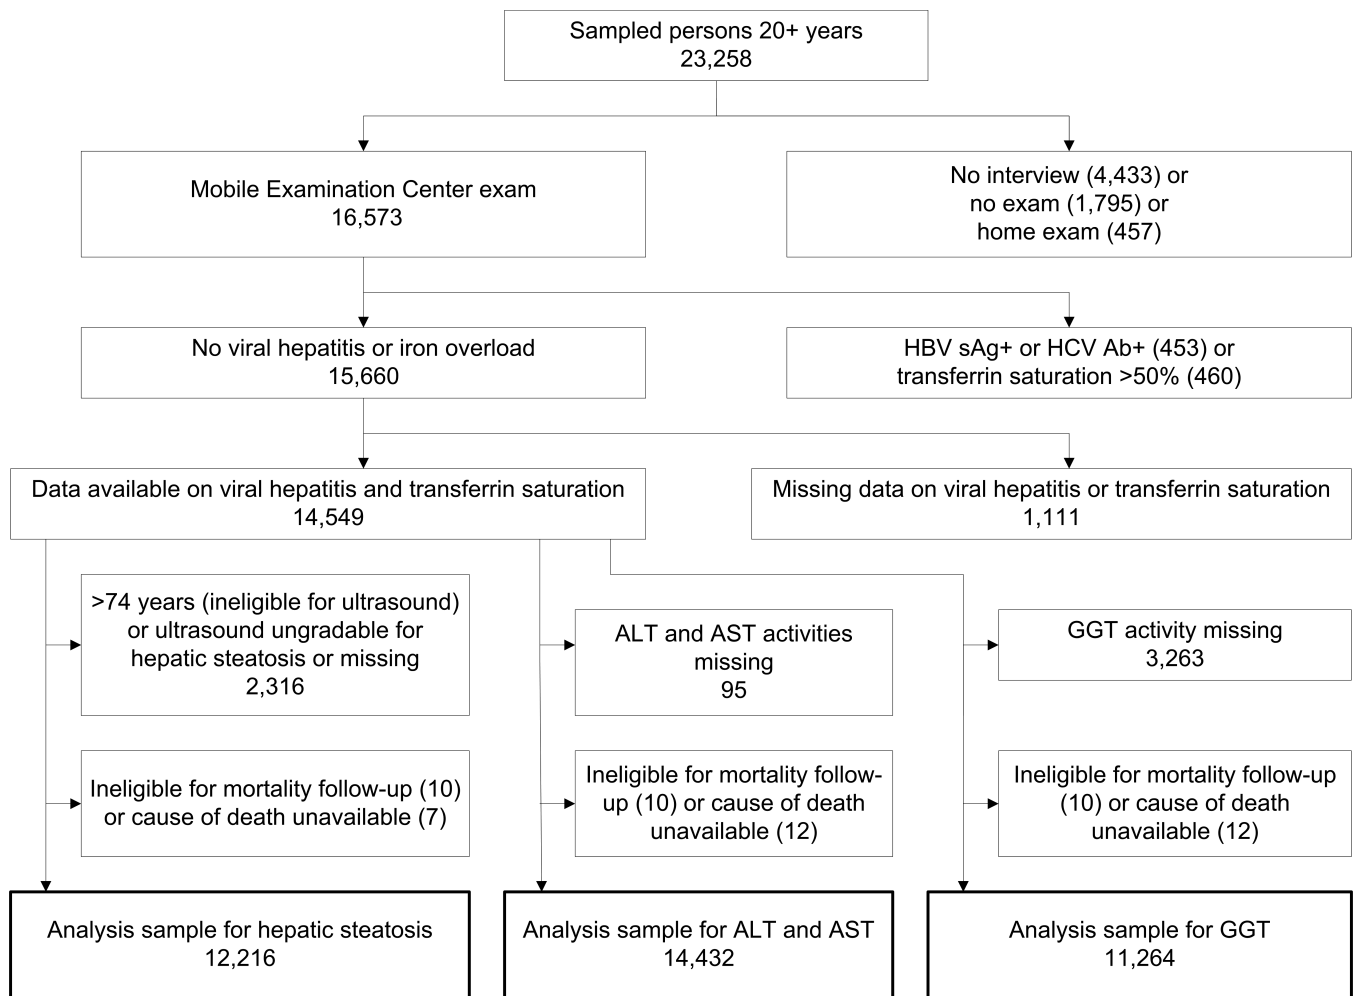 Sampled persons 20+ years
23,258
Mobile Examination Center exam
16,573
No interview (4,433) or
no exam (1,795) or
home exam (457)
No viral hepatitis or iron overload
15,660
HBV sAg+ or HCV Ab+ (453) or
transferrin saturation >50% (460)
Data available on viral hepatitis and transferrin saturation
14,549
Missing data on viral hepatitis or transferrin saturation
1,111
>74 years (ineligible for ultrasound)
or ultrasound ungradable for
hepatic steatosis or missing
2,316
ALT and AST activities
missing
95
GGT activity missing
3,263
Ineligible for mortality follow-up (10)
or cause of death unavailable (7)
Ineligible for mortality follow-
up (10) or cause of death
unavailable (12)
Ineligible for mortality follow-up
(10) or cause of death
unavailable (12)
Analysis sample for hepatic steatosis
12,216
Analysis sample for ALT and AST
14,432
Analysis sample for GGT
11,264